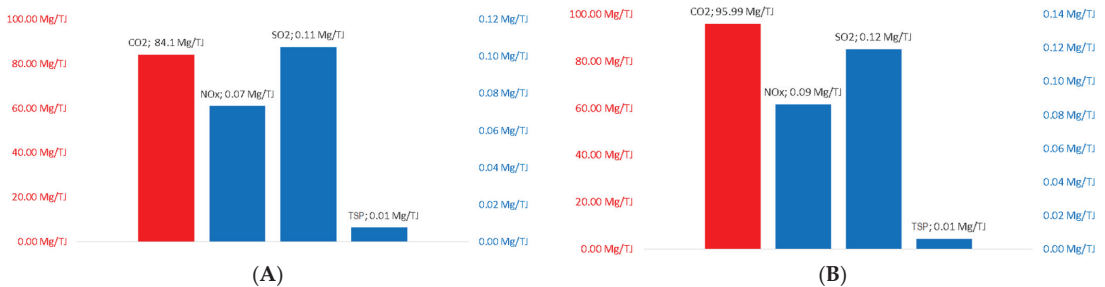 100.00 Mg/TJ
80.00 Mg/TJ
60.00 Mg/TJ
40.00 Mg/TJ
20.00 Mg/TJ
0.00 Mg/TJ
CO2; 84.1 Mg/TJ
NOx; 0.07 Mg/TJ
SO2; 0.11 Mg/TJ
TSP; 0.01 Mg/TJ
0.12 Mg/TJ
0.10 Mg/TJ
0.08 Mg/TJ
0.06 Mg/TJ
0.04 Mg/TJ
0.02 Mg/TJ
0.00 Mg/TJ
(A)
100.00 Mg/TJ
80.00 Mg/TJ
60.00 Mg/TJ
40.00 Mg/TJ
20.00 Mg/TJ
0.00 Mg/TJ
CO2; 95.99 Mg/TJ
NOx; 0.09 Mg/TJ
SO2; 0.12 Mg/TJ
TSP; 0.01 Mg/TJ
0.14 Mg/TJ
0.12 Mg/TJ
0.10 Mg/TJ
0.08 Mg/TJ
0.06 Mg/TJ
0.04 Mg/TJ
0.02 Mg/TJ
0.00 Mg/TJ
(B)